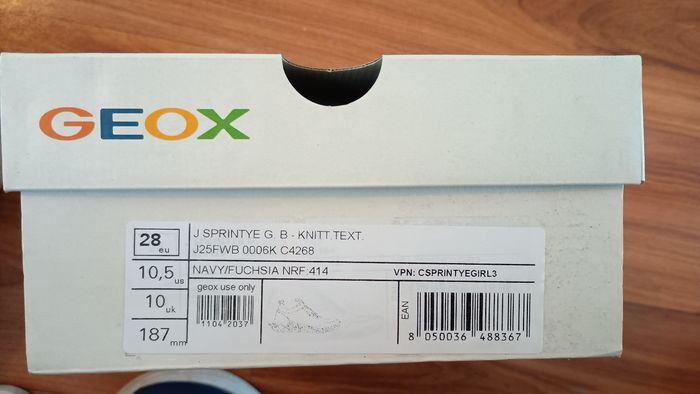 GEOX
28 eu
J SPRINTYE G. B - KNITT.TEXT.
J25FWB 0006K C4268
10,5 us
NAVY/FUCHSIA NRF:414
VPN: CSPRINTYEGIRL3
10 uk
geox use only
1104 2037
EAN
8 050036 488367
187 mm